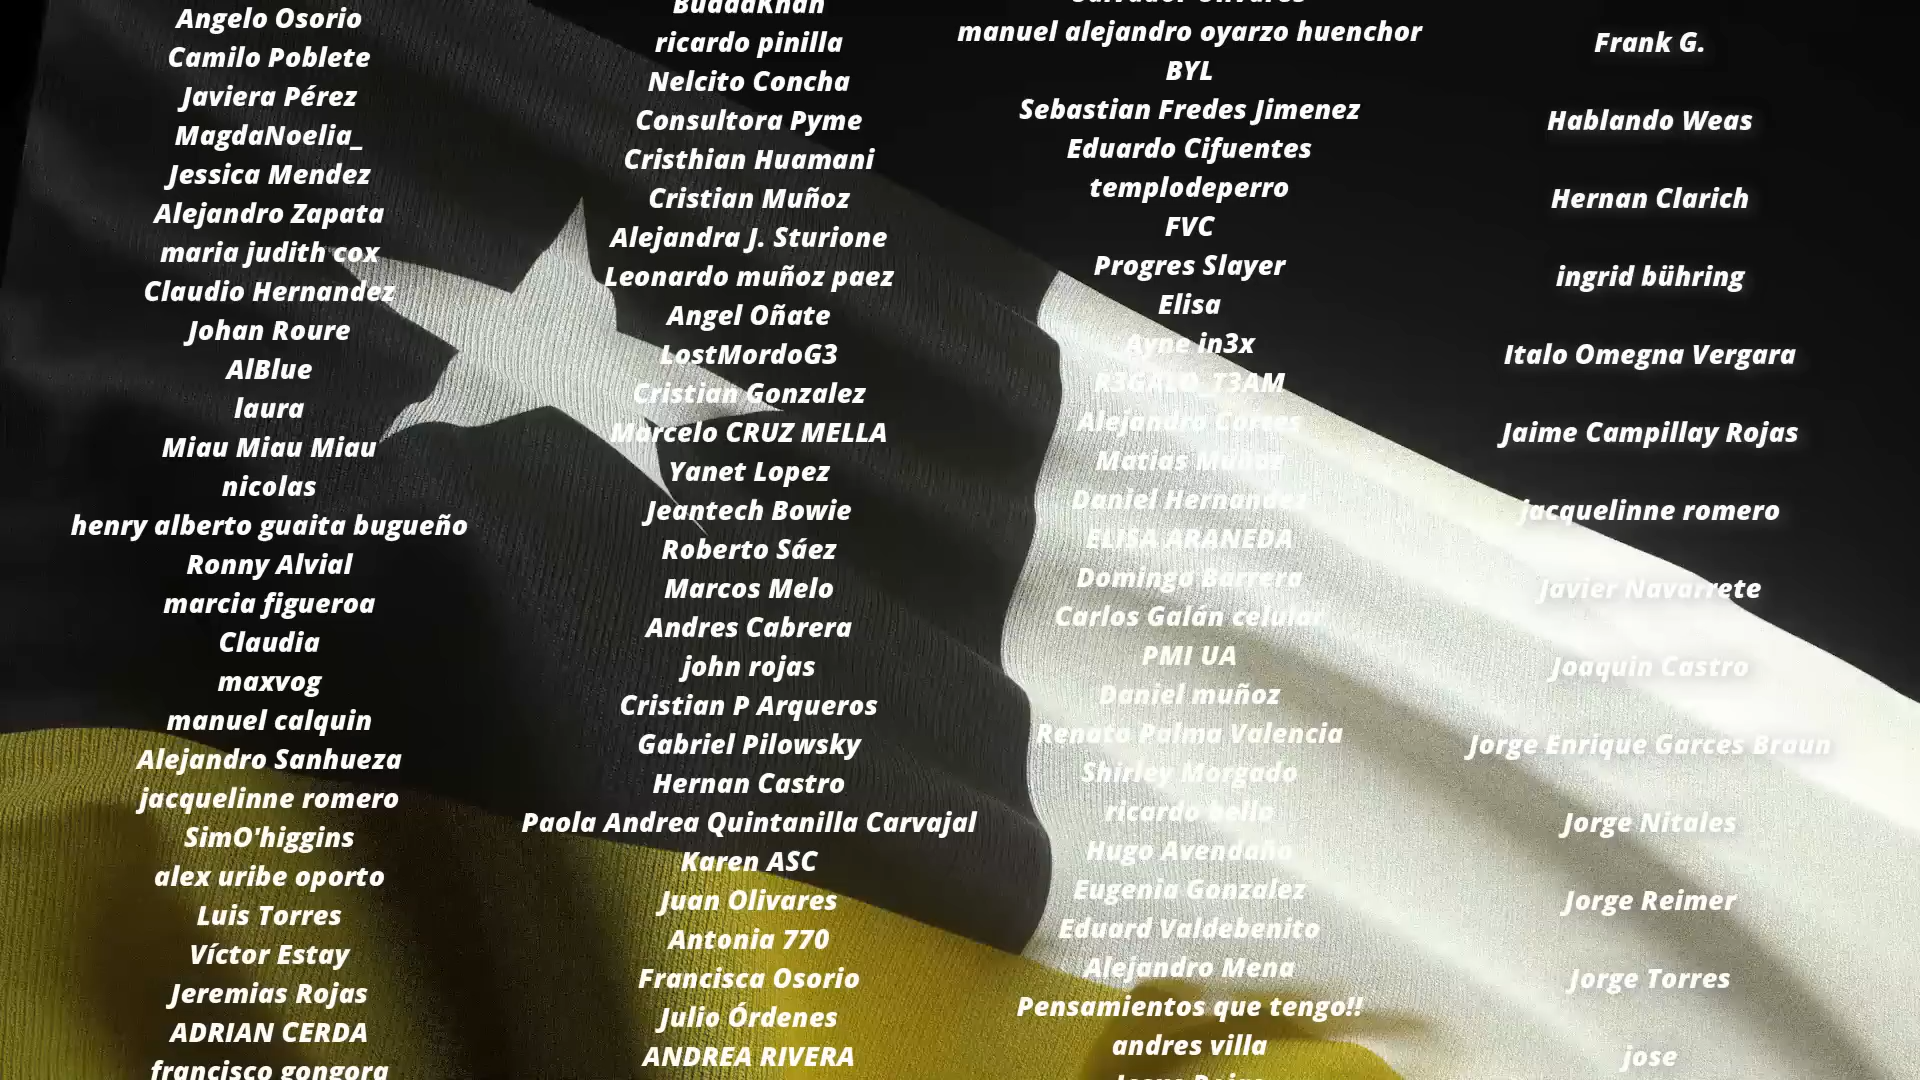 Angelo Osorio
Camilo Poblete
Javiera Pérez
MagdaNoelia_
Jessica Mendez
Alejandro Zapata
maria judith cox
Claudio Hernandez
Johan Roure
AlBlue
laura
Miau Miau Miau
nicolas
henry alberto guaita bugueño
Ronny Alvial
marcia figueroa
Claudia
maxvog
manuel calquin
Alejandro Sanhueza
jacquelinne romero
SimO'higgins
alex uribe oporto
Luis Torres
Víctor Estay
Jeremias Rojas
ADRIAN CERDA
francisco gongora
BuddaKhan
ricardo pinilla
Nelcito Concha
Consultora Pyme
Cristhian Huamani
Cristian Muñoz
Alejandra J. Sturione
Leonardo muñoz paez
Angel Oñate
LostMordoG3
Cristian Gonzalez
Marcelo CRUZ MELLA
Yanet Lopez
Jeantech Bowie
Roberto Sáez
Marcos Melo
Andres Cabrera
john rojas
Cristian P Arqueros
Gabriel Pilowsky
Hernan Castro
Paola Andrea Quintanilla Carvajal
Karen ASC
Juan Olivares
Antonia 770
Francisca Osorio
Julio Órdenes
ANDREA RIVERA
manuel alejandro oyarzo huenchor
BYL
Sebastian Fredes Jimenez
Eduardo Cifuentes
templodeperro
FVC
Progres Slayer
Elisa
Ayne in3x
R3GALO_T3AM
Alejandro Cortes
Matias Muñoz
Daniel Hernandez
ELISA ARANEDA
Domingo Barrera
Carlos Galán celular
PMI UA
Daniel muñoz
Renata Palma Valencia
Shirley Morgado
ricardo bello
Hugo Avendaño
Eugenia Gonzalez
Eduard Valdebenito
Alejandro Mena
Pensamientos que tengo!!
andres villa
Frank G.
Hablando Weas
Hernan Clarich
ingrid bühring
Italo Omegna Vergara
Jaime Campillay Rojas
jacquelinne romero
Javier Navarrete
Joaquin Castro
Jorge Enrique Garces Braun
Jorge Nitales
Jorge Reimer
Jorge Torres
jose